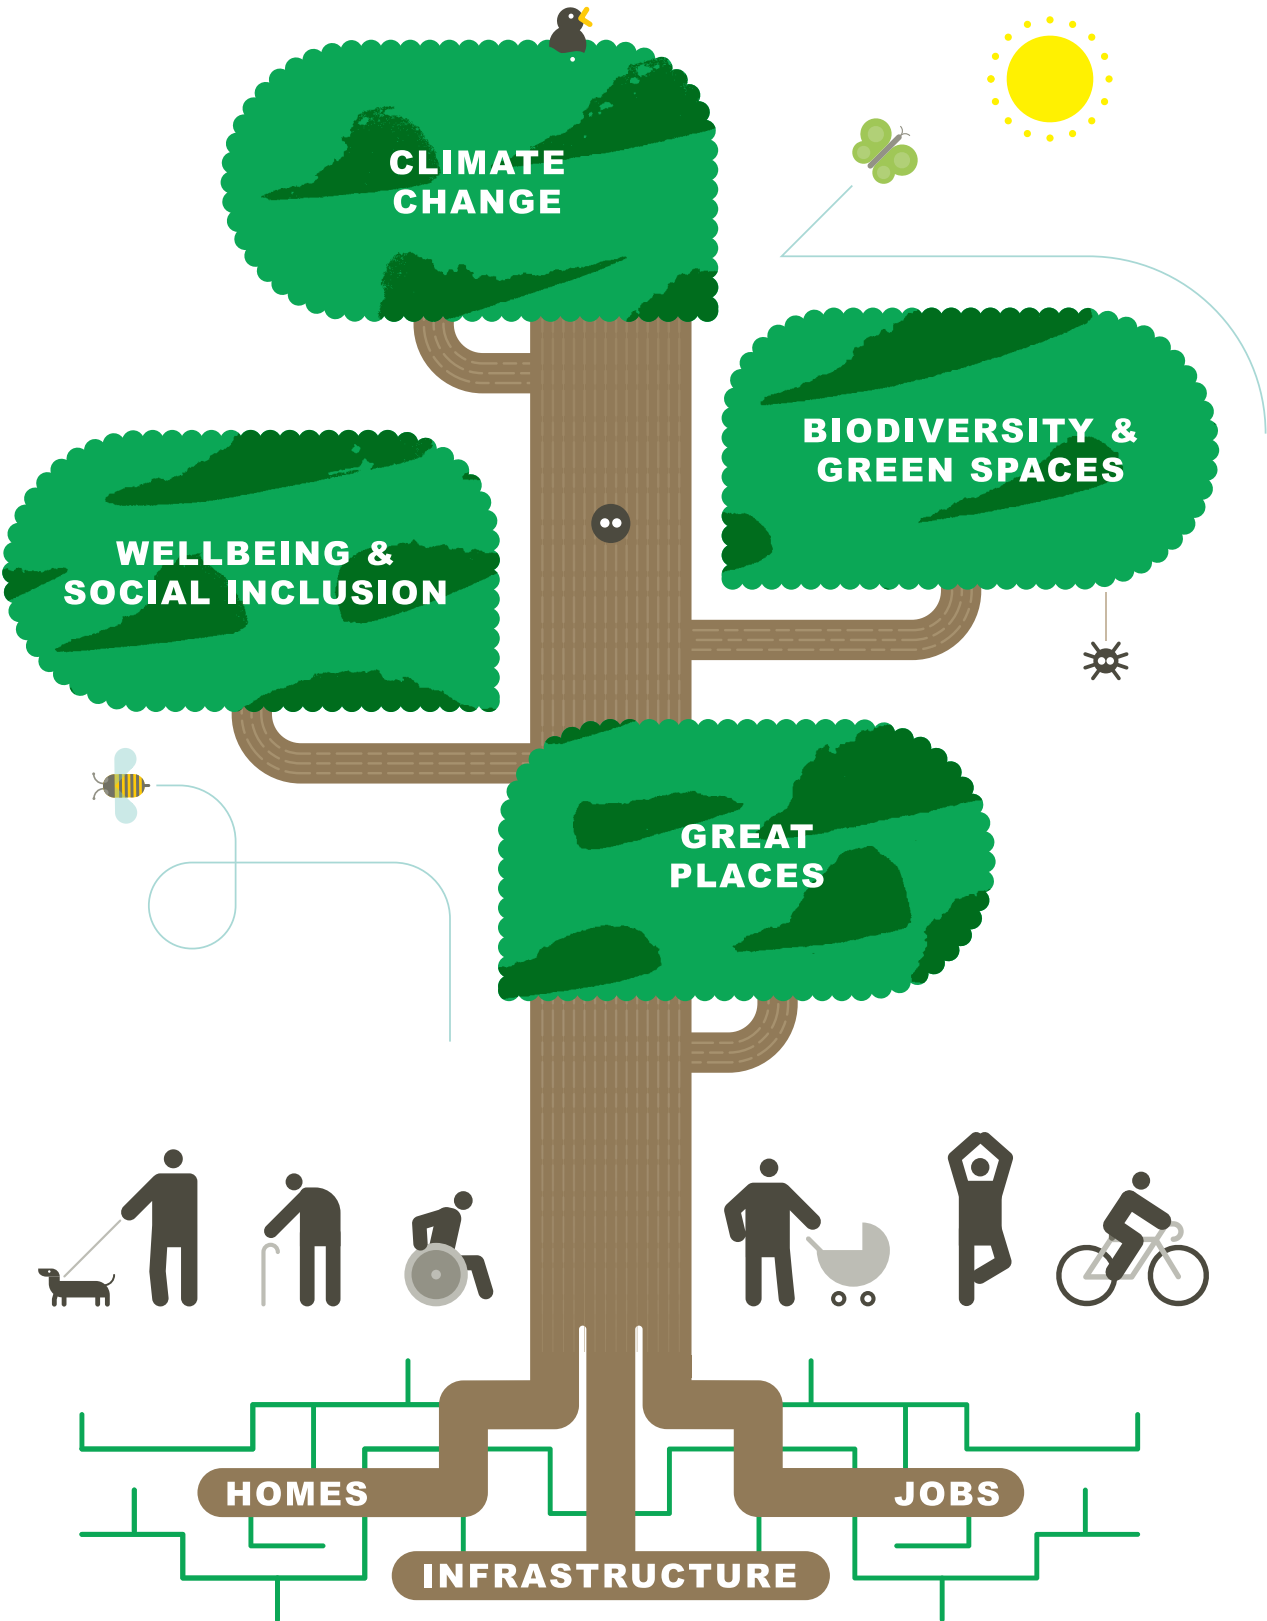 CLIMATE
CHANGE
BIODIVERSITY &
GREEN SPACES
WELLBEING &
SOCIAL INCLUSION
GREAT
PLACES
HOMES
JOBS
INFRASTRUCTURE